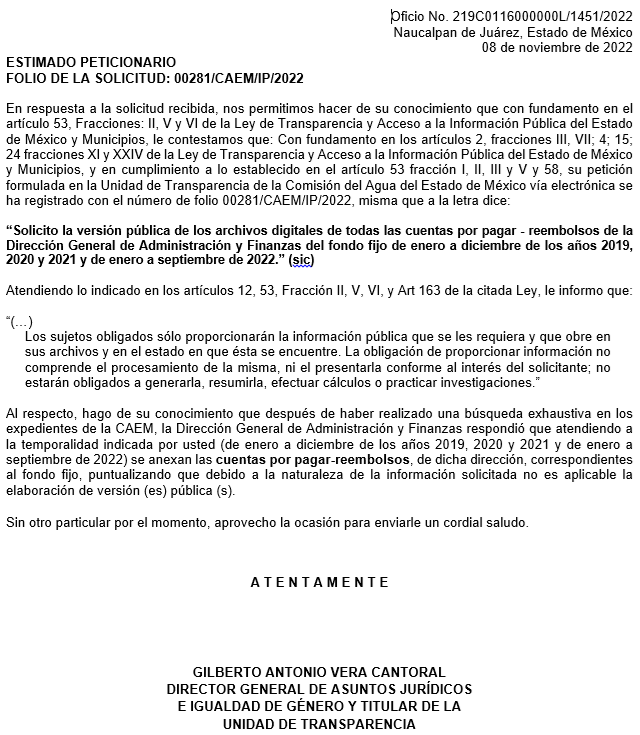 Oficio No. 219C0116000000L/1451/2022
Naucalpan de Juárez, Estado de México
08 de noviembre de 2022
ESTIMADO PETICIONARIO
FOLIO DE LA SOLICITUD: 00281/CAEM/IP/2022
En respuesta a la solicitud recibida, nos permitimos hacer de su conocimiento que con fundamento en el
artículo 53, Fracciones: II, V y VI de la Ley de Transparencia y Acceso a la Información Pública del Estado
de México y Municipios, le contestamos que: Con fundamento en los artículos 2, fracciones III, VII; 4; 15;
24 fracciones XI y XXIV de la Ley de Transparencia y Acceso a la Información Pública del Estado de México
y Municipios, y en cumplimiento a lo establecido en el artículo 53 fracción I, II, III y V y 58, su petición
formulada en la Unidad de Transparencia de la Comisión del Agua del Estado de México vía electrónica se
ha registrado con el número de folio 00281/CAEM/IP/2022, misma que a la letra dice:
“Solicito la versión pública de los archivos digitales de todas las cuentas por pagar - reembolsos de la
Dirección General de Administración y Finanzas del fondo fijo de enero a diciembre de los años 2019,
2020 y 2021 y de enero a septiembre de 2022.” (sic)
Atendiendo lo indicado en los artículos 12, 53, Fracción II, V, VI, y Art 163 de la citada Ley, le informo que:
“(…)
Los sujetos obligados sólo proporcionarán la información pública que se les requiera y que obre en
sus archivos y en el estado en que ésta se encuentre. La obligación de proporcionar información no
comprende el procesamiento de la misma, ni el presentarla conforme al interés del solicitante; no
estarán obligados a generarla, resumirla, efectuar cálculos o practicar investigaciones.”
Al respecto, hago de su conocimiento que después de haber realizado una búsqueda exhaustiva en los
expedientes de la CAEM, la Dirección General de Administración y Finanzas respondió que atendiendo a
la temporalidad indicada por usted (de enero a diciembre de los años 2019, 2020 y 2021 y de enero a
septiembre de 2022) se anexan las cuentas por pagar-reembolsos, de dicha dirección, correspondientes
al fondo fijo, puntualizando que debido a la naturaleza de la información solicitada no es aplicable la
elaboración de versión (es) pública (s).
Sin otro particular por el momento, aprovecho la ocasión para enviarle un cordial saludo.
A T E N T A M E N T E
GILBERTO ANTONIO VERA CANTORAL
DIRECTOR GENERAL DE ASUNTOS JURÍDICOS
E IGUALDAD DE GÉNERO Y TITULAR DE LA
UNIDAD DE TRANSPARENCIA